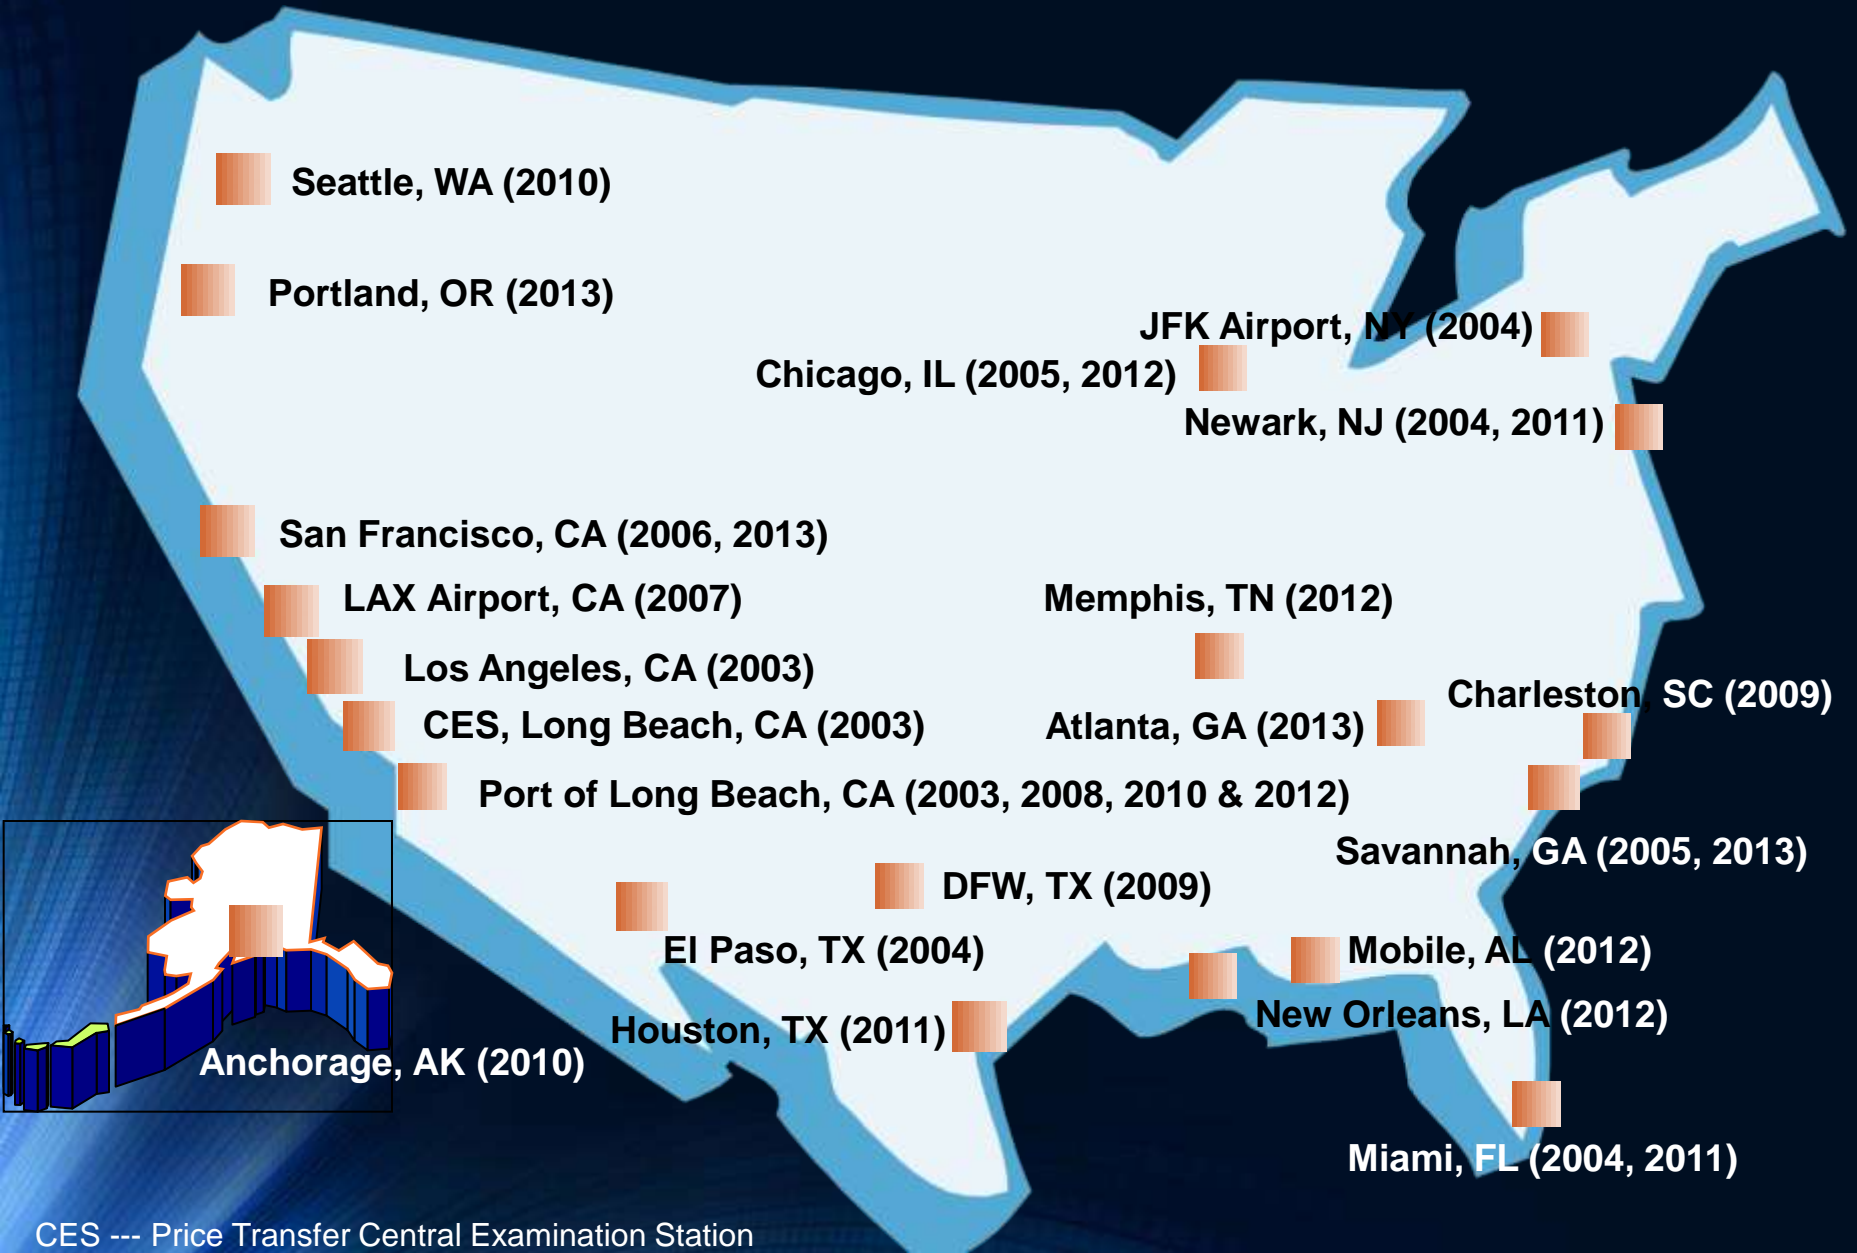 Seattle, WA (2010)
Portland, OR (2013)
JFK Airport, NY (2004)
Chicago, IL (2005, 2012)
Newark, NJ (2004, 2011)
San Francisco, CA (2006, 2013)
LAX Airport, CA (2007)
Memphis, TN (2012)
Los Angeles, CA (2003)
Charleston, SC (2009)
CES, Long Beach, CA (2003)
Atlanta, GA (2013)
Port of Long Beach, CA (2003, 2008, 2010 & 2012)
Savannah, GA (2005, 2013)
DFW, TX (2009)
El Paso, TX (2004)
Mobile, AL (2012)
New Orleans, LA (2012)
Houston, TX (2011)
Anchorage, AK (2010)
Miami, FL (2004, 2011)
CES --- Price Transfer Central Examination Station